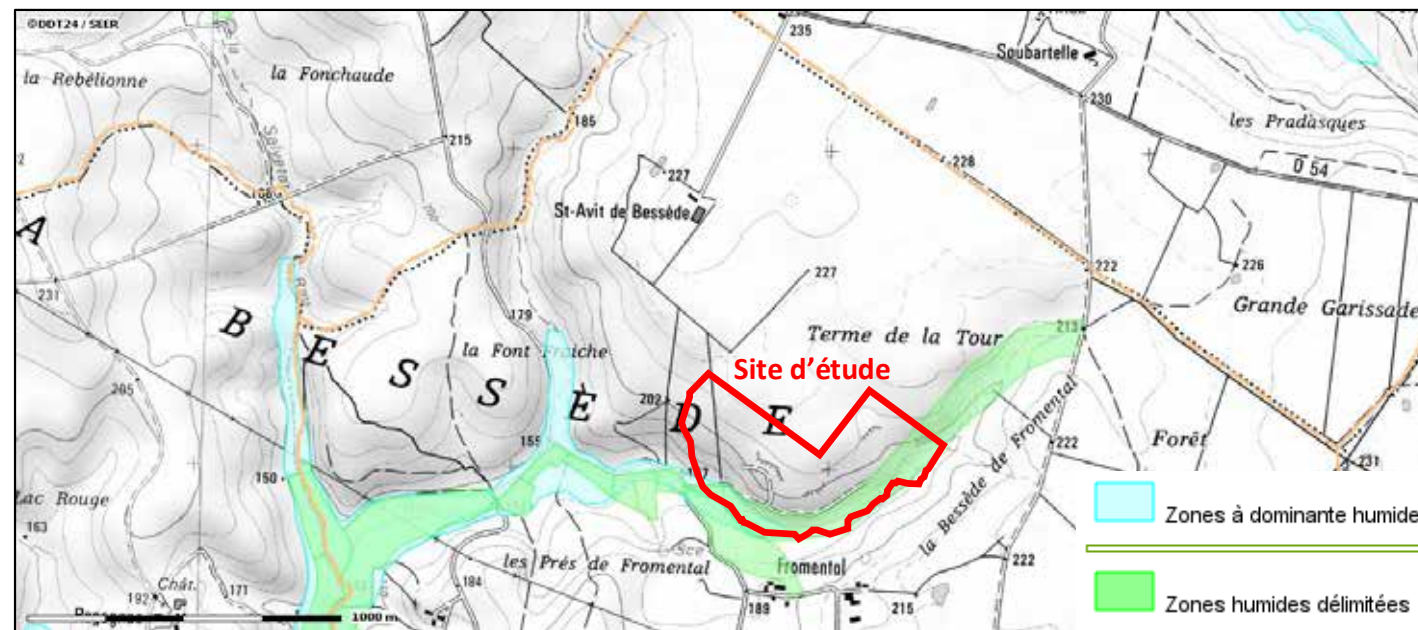 ©DDT24 / SEER
235
Soubartelle
la Rebélionne
la Fonchaude
230
les Pradasques
185
215
228
D 54
227
St-Avit de Bessède
A
222
226
227
231
Grande Garissade
179
Terme de la Tour
213
la Font Fraiche
BESSÈDE
Site d'étude
202
205
155
222
Forêt
231
150
Lac Rouge
163
la Bessède de Fromental
Zones à dominante humide
les Prés de Fromental
Sce
Fromental
222
Chât.
171
184
192
189
215
Zones humides délimitées
1000 m